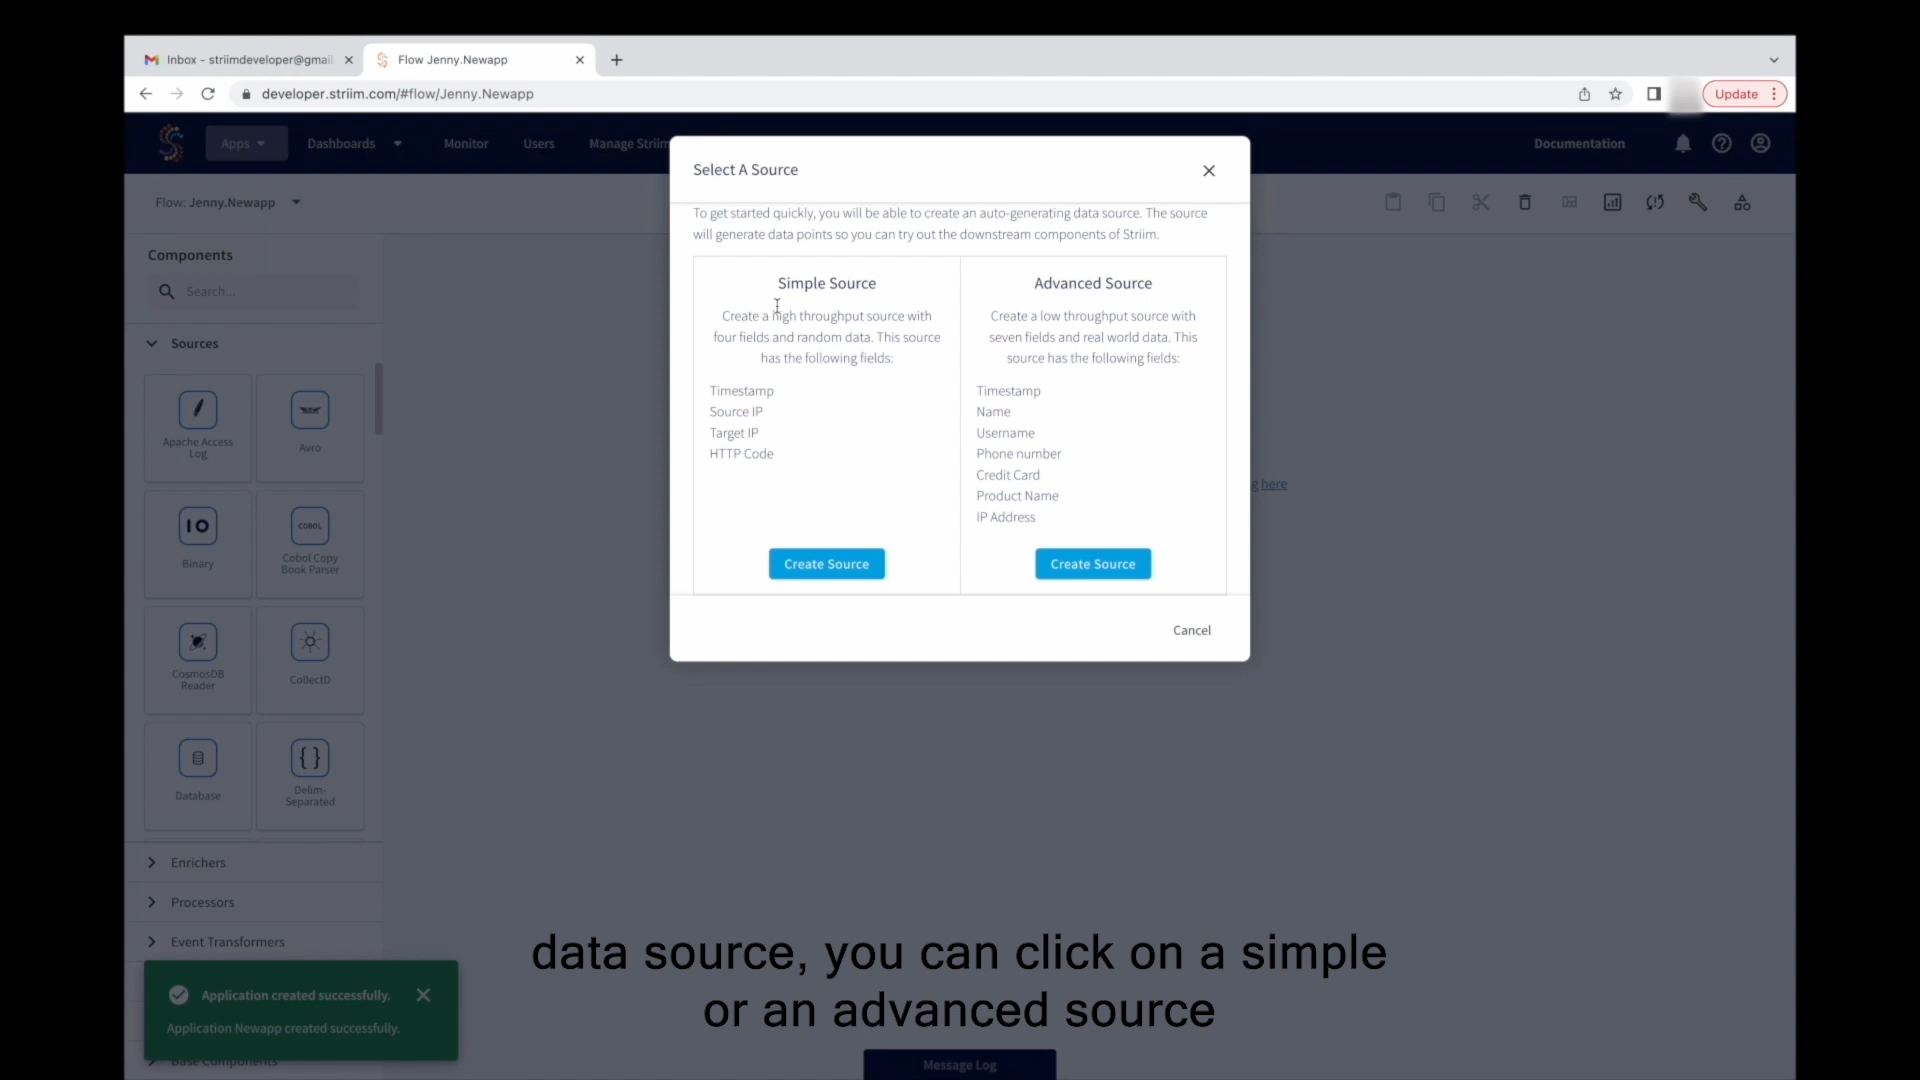 Inbox - striimdeveloper@gmail
Flow Jenny.Newapp
developer.striim.com/#flow/Jenny.Newapp
Update
Apps
Dashboards
Monitor
Users
Manage Striim
Documentation
Flow: Jenny.Newapp
Components
Search...
Sources
Apache Access
Log
Avro
IO
Binary
COBOL
Cobol Copy
Book Parser
CosmosDB
Reader
CollectD
Database
{ }
Delim-
Separated
Enrichers
Processors
Event Transformers
Application created successfully.
Application Newapp created successfully.
Base Components
Select A Source
To get started quickly, you will be able to create an auto-generating data source. The source
will generate data points so you can try out the downstream components of Striim.
Simple Source
Create a high throughput source with
four fields and random data. This source
has the following fields:
Timestamp
Source IP
Target IP
HTTP Code
Create Source
Advanced Source
Create a low throughput source with
seven fields and real world data. This
source has the following fields:
Timestamp
Name
Username
Phone number
Credit Card
Product Name
IP Address
Create Source
Cancel
g here
data source, you can click on a simple
or an advanced source
Message Log